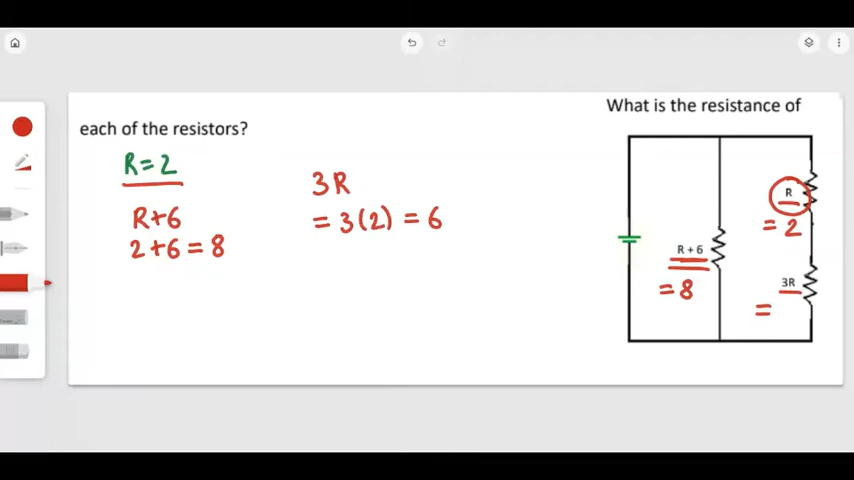 What is the resistance of
each of the resistors?
R=2
R+6
2+6=8
3R
=3(2)=6
R
=2
R+6
=8
3R
=